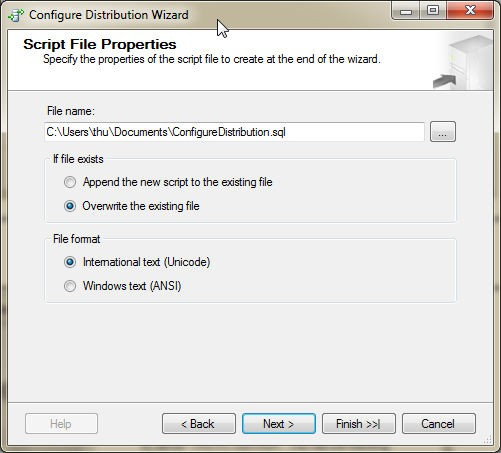 Configure Distribution Wizard
Script File Properties
Specify the properties of the script file to create at the end of the wizard.
File name:
C:\Users\thu\Documents\ConfigureDistribution.sql
...
If file exists
Append the new script to the existing file
Overwrite the existing file
File format
International text (Unicode)
Windows text (ANSI)
Help
< Back
Next >
Finish >>|
Cancel